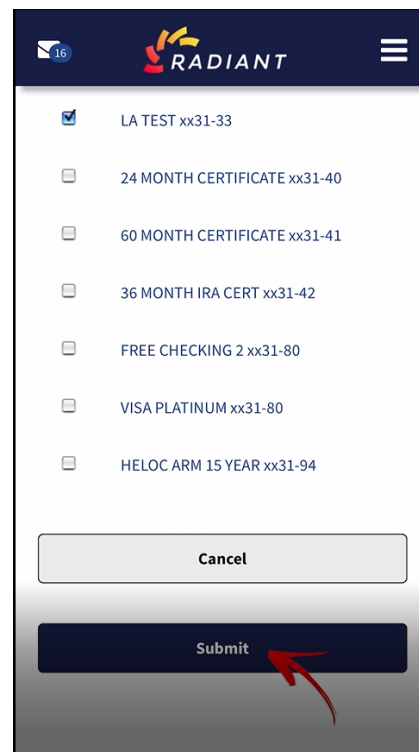 16
RADIANT
LA TEST xx31-33
24 MONTH CERTIFICATE xx31-40
60 MONTH CERTIFICATE xx31-41
36 MONTH IRA CERT xx31-42
FREE CHECKING 2 xx31-80
VISA PLATINUM xx31-80
HELOC ARM 15 YEAR xx31-94
Cancel
Submit